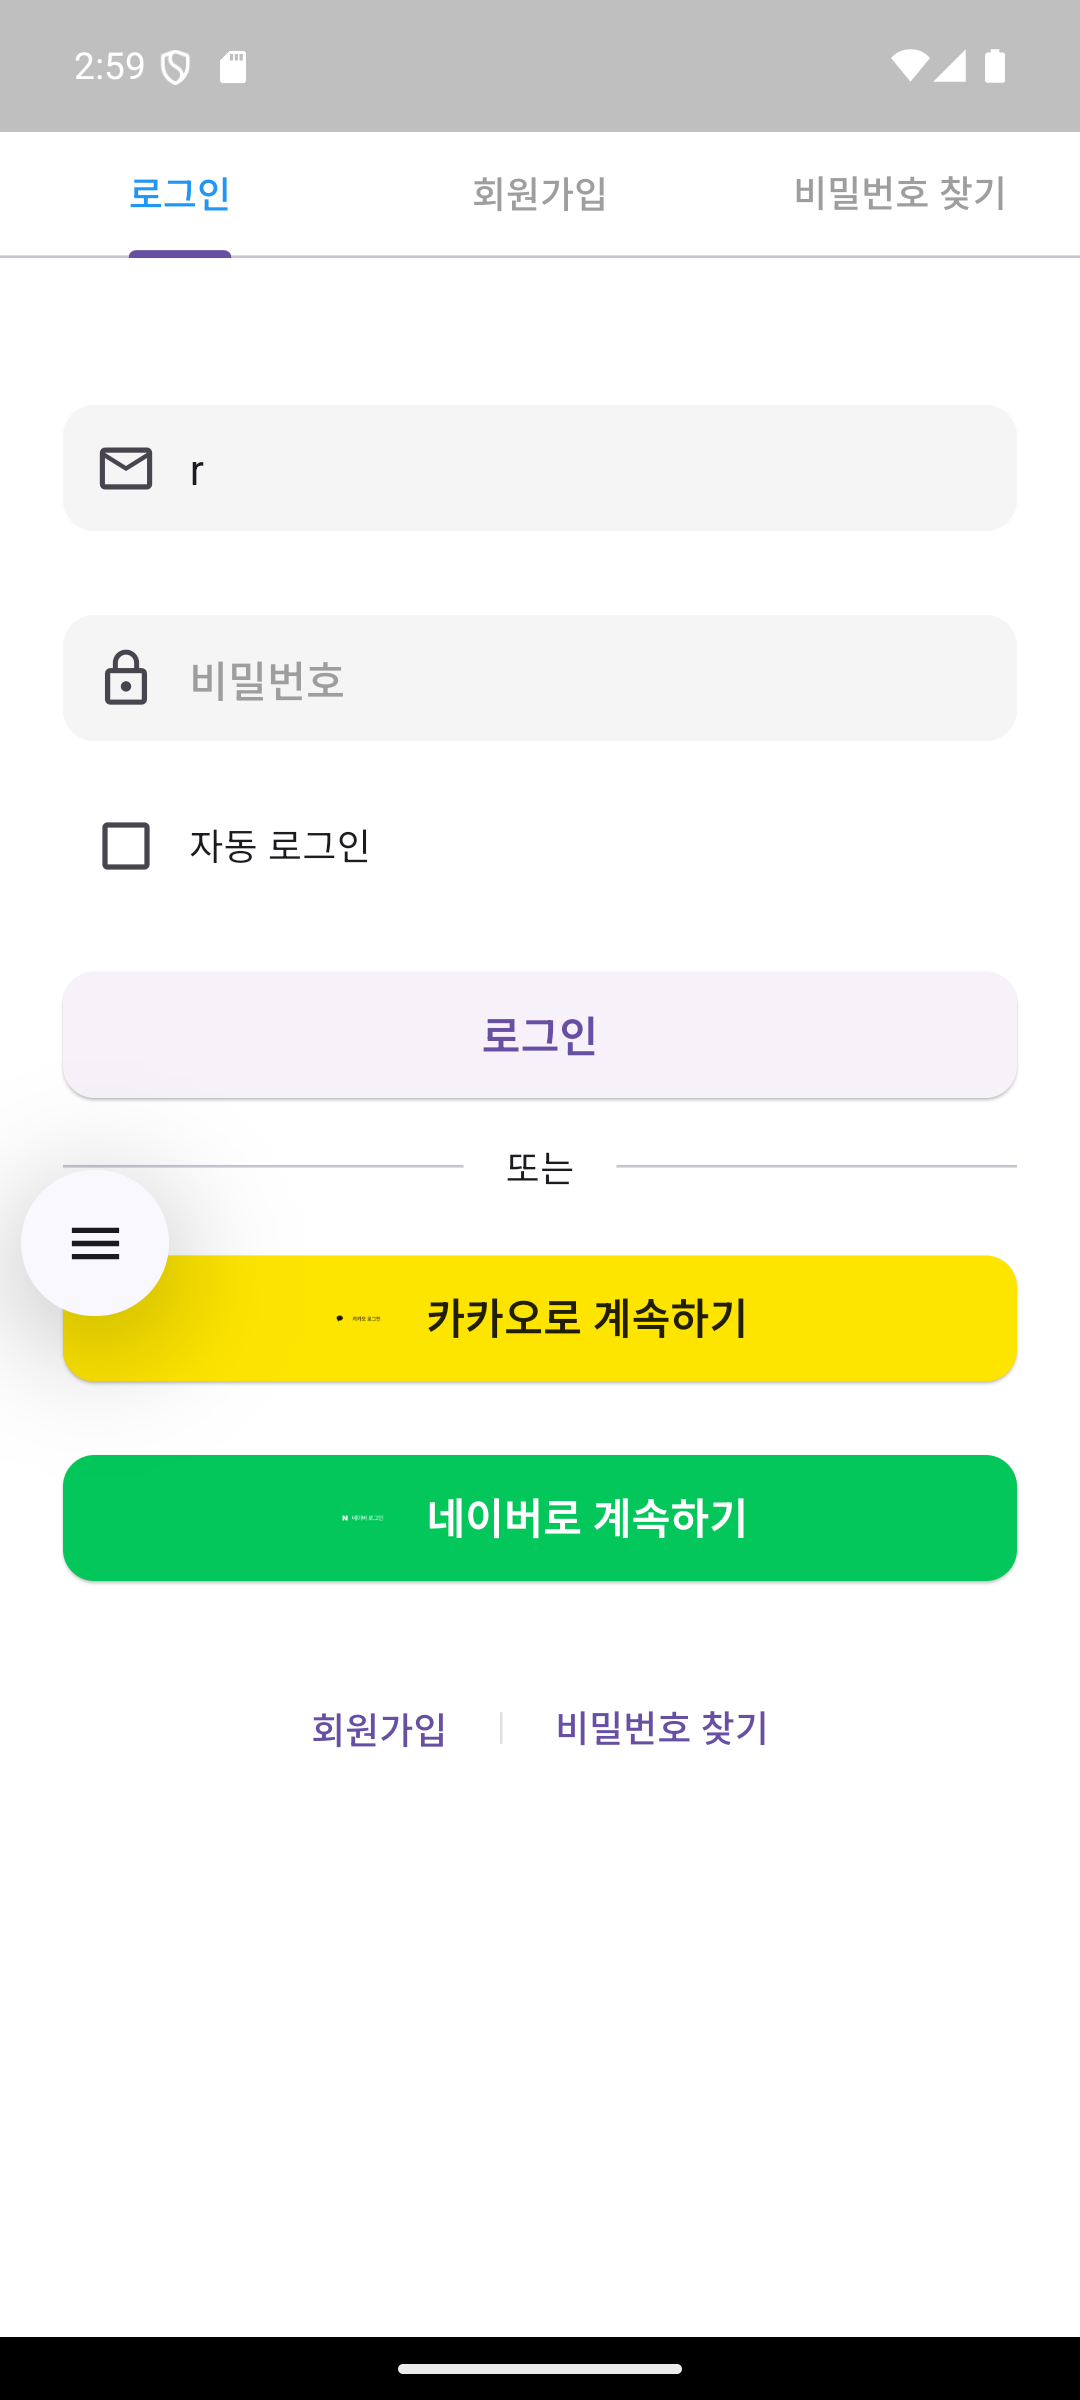 2:59
로그인 회원가입 비밀번호 찾기
r
비밀번호
자동 로그인
로그인
또는
카카오 로그인 카카오로 계속하기
N 네이버 로그인 네이버로 계속하기
회원가입 | 비밀번호 찾기